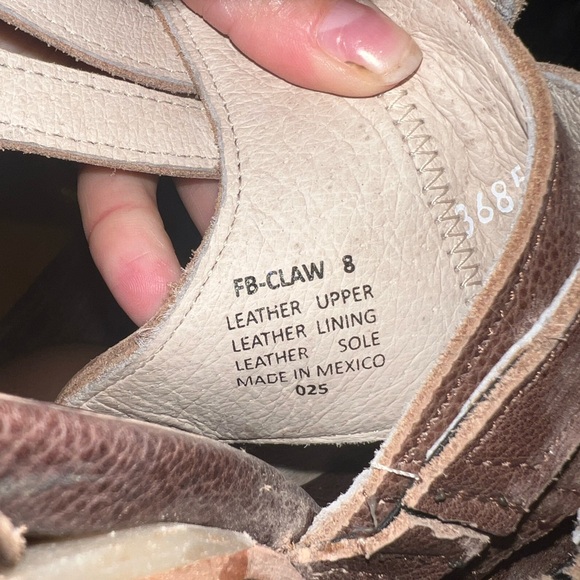 FB-CLAW 8
LEATHER UPPER
LEATHER LINING
LEATHER SOLE
MADE IN MEXICO
025